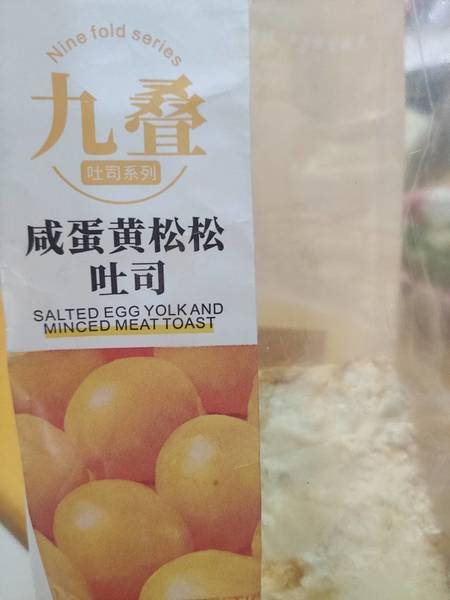 Nine fold series
九叠
吐司系列
咸蛋黄松松
吐司
SALTED EGG YOLK AND
MINCED MEAT TOAST